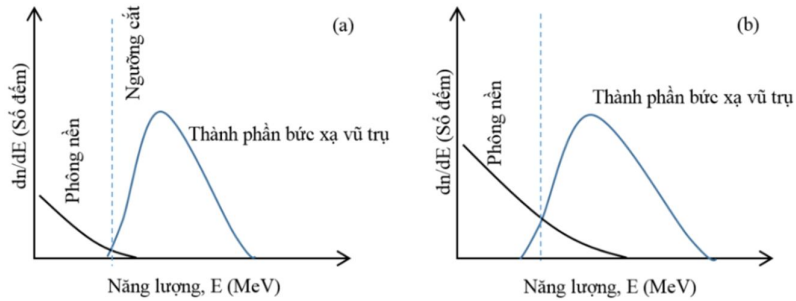 (a)
Ngưỡng cắt
Phông nền
dn/dE (Số đếm)
Thành phần bức xạ vũ trụ
Năng lượng, E (MeV)
(b)
Phông nền
dn/dE (Số đếm)
Thành phần bức xạ vũ trụ
Năng lượng, E (MeV)